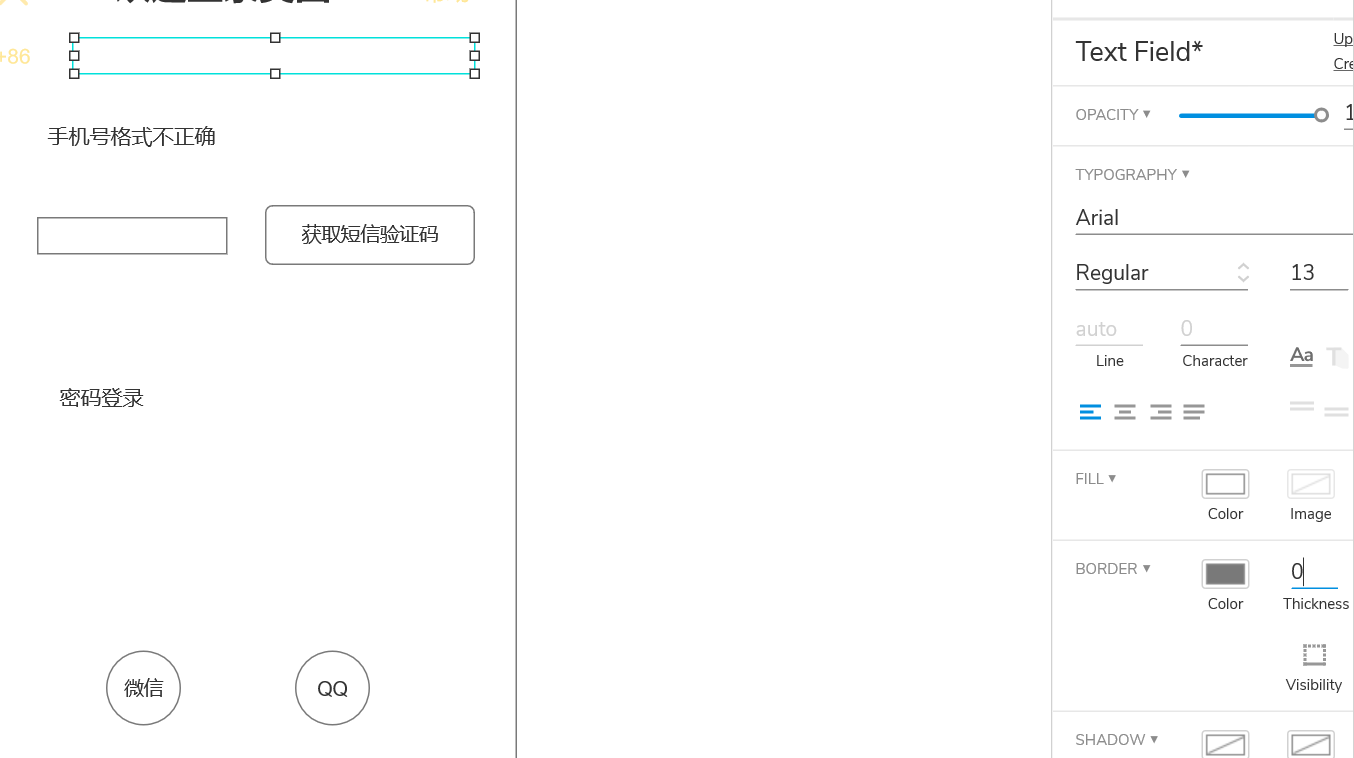 +86
手机号格式不正确
获取短信验证码
密码登录
微信
QQ
Text Field*
Up
Cre
OPACITY ▼
1
TYPOGRAPHY ▼
Arial
Regular
13
auto
0
Line
Character
Aa
FILL ▼
Color
Image
BORDER ▼
0
Color
Thickness
Visibility
SHADOW ▼